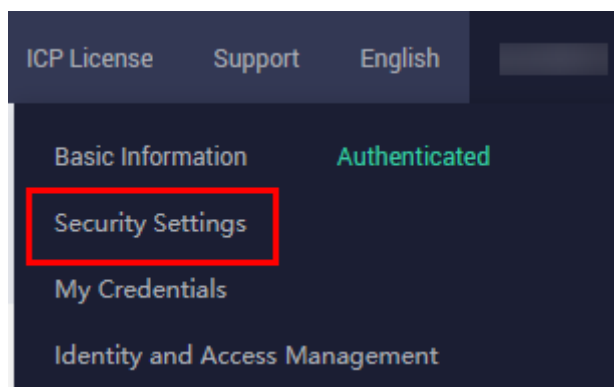 ICP License Support English
Basic Information Authenticated
Security Settings
My Credentials
Identity and Access Management